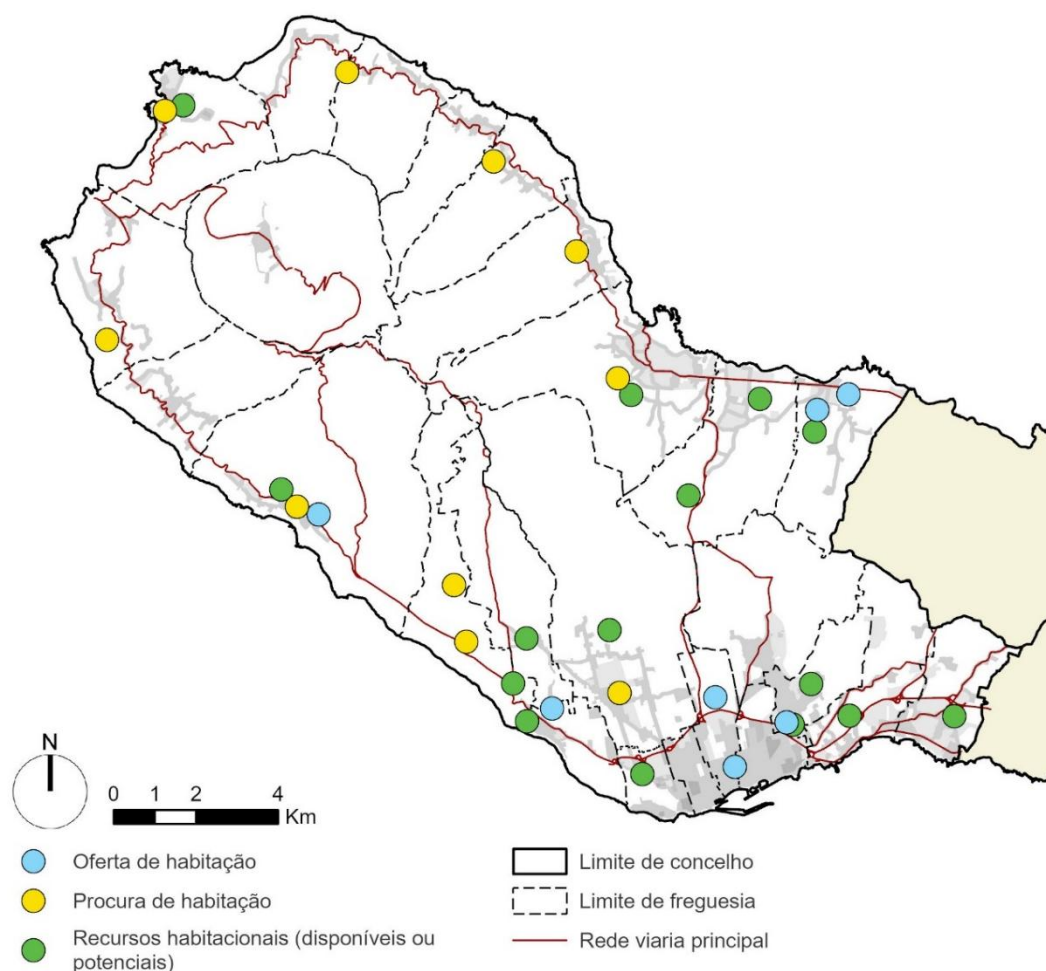 N
0 1 2 4
Km
Oferta de habitação
Procura de habitação
Recursos habitacionais (disponíveis ou
potenciais)
Limite de concelho
Limite de freguesia
Rede viaria principal